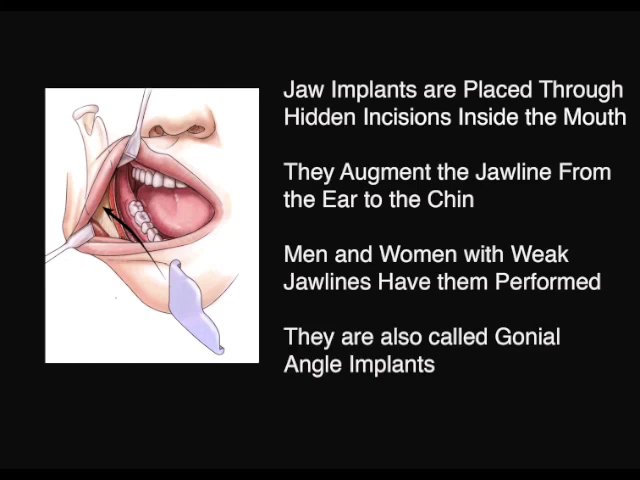 Jaw Implants are Placed Through
Hidden Incisions Inside the Mouth
They Augment the Jawline From
the Ear to the Chin
Men and Women with Weak
Jawlines Have them Performed
They are also called Gonial
Angle Implants